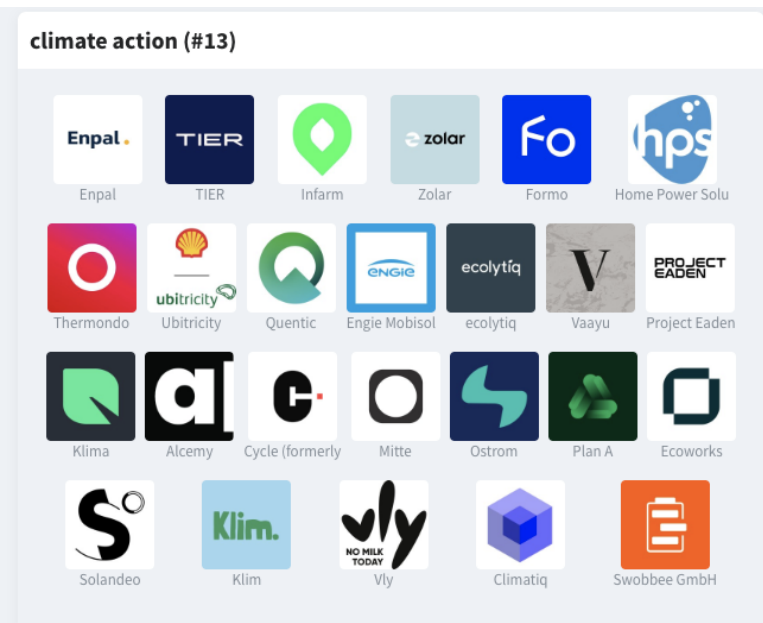 climate action (#13)
Enpal.
TIER
zolar
Fo
hps
Enpal
TIER
Infarm
Zolar
Formo
Home Power Solu
ubitricity
ENGIE
ecolytiq
V
PROJECT
EADEN
Thermondo
Ubitricity
Quentic
Engie Mobisol
ecolytiq
Vaayu
Project Eaden
al
C·
Klima
Alcemy
Cycle (formerly
Mitte
Ostrom
Plan A
Ecoworks
S
Klim.
vly
NO MILK
TODAY
Solandeo
Klim
Vly
Climatiq
Swobbee GmbH